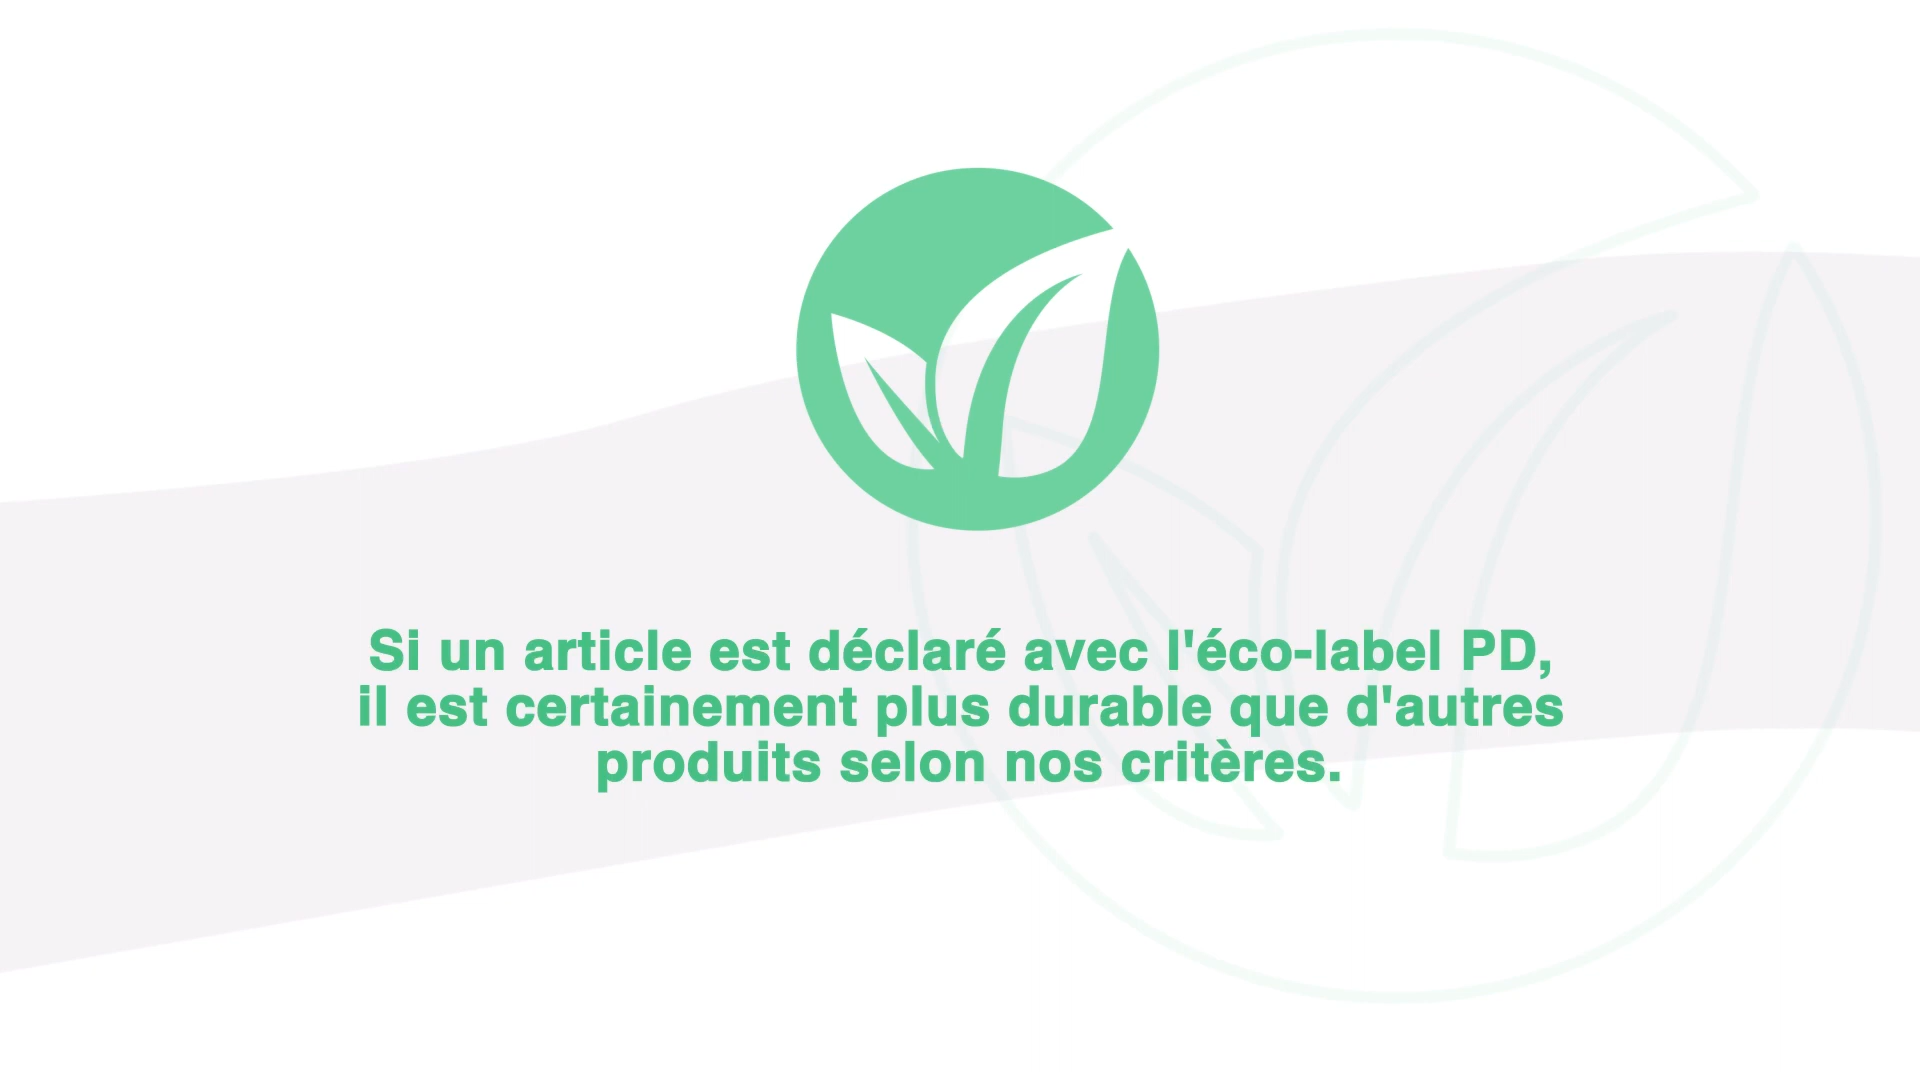 Si un article est déclaré avec l'éco-label PD,
il est certainement plus durable que d'autres
produits selon nos critères.